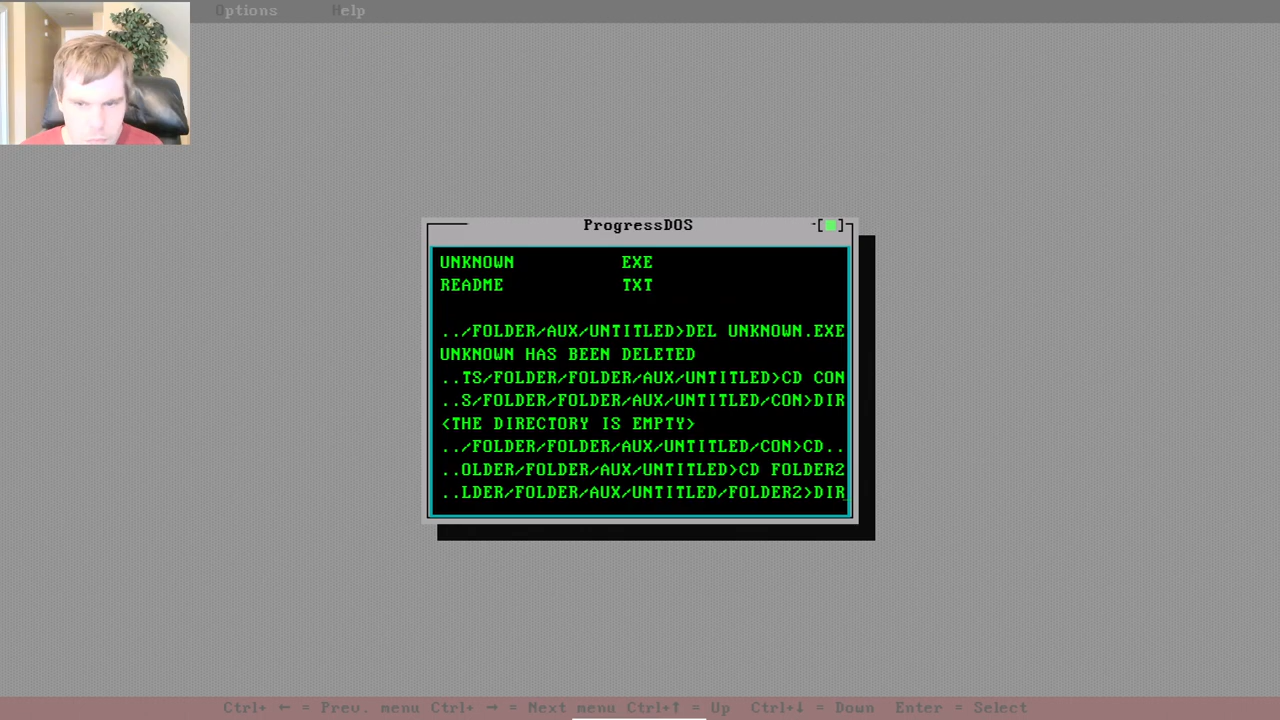 Options Help
ProgressDOS
UNKNOWN EXE
README TXT
../FOLDER/AUX/UNTITLED>DEL UNKNOWN.EXE
UNKNOWN HAS BEEN DELETED
..TS/FOLDER/FOLDER/AUX/UNTITLED>CD CON
..S/FOLDER/FOLDER/AUX/UNTITLED/CON>DIR
<THE DIRECTORY IS EMPTY>
../FOLDER/FOLDER/AUX/UNTITLED/CON>CD..
..OLDER/FOLDER/AUX/UNTITLED>CD FOLDER2
..LDER/FOLDER/AUX/UNTITLED/FOLDER2>DIR_
Ctrl+ ← = Prev. menu Ctrl+ → = Next menu Ctrl+↑ = Up Ctrl+↓ = Down Enter = Select